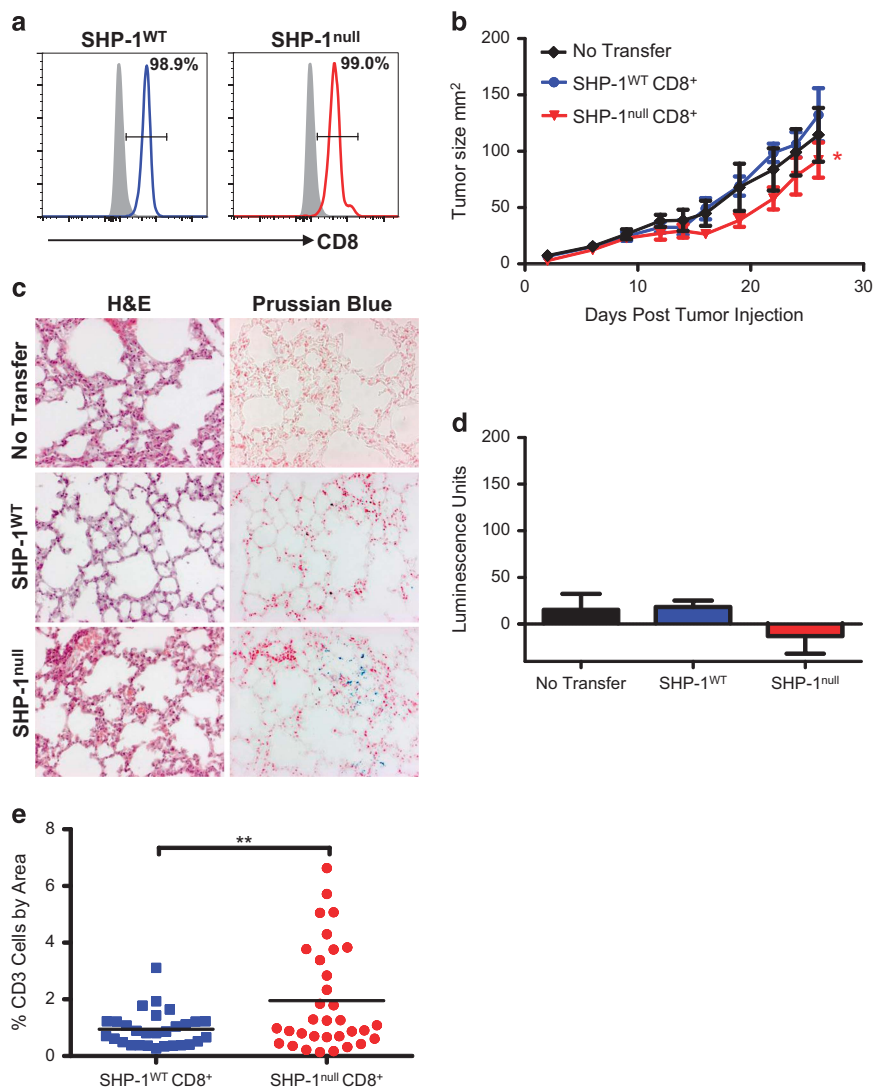 a
SHP-1WT
SHP-1null
98.9%
99.0%
CD8
b
Tumor size mm2
200
150
100
50
0
0
10
20
30
Days Post Tumor Injection
No Transfer
SHP-1WT CD8+
SHP-1null CD8+
*
c
H&E
Prussian Blue
No Transfer
SHP-1WT
SHP-1null
d
Luminescence Units
200
150
100
50
0
No Transfer
SHP-1WT
SHP-1null
e
% CD3 Cells by Area
8
6
4
2
0
**
SHP-1WT CD8+
SHP-1null CD8+